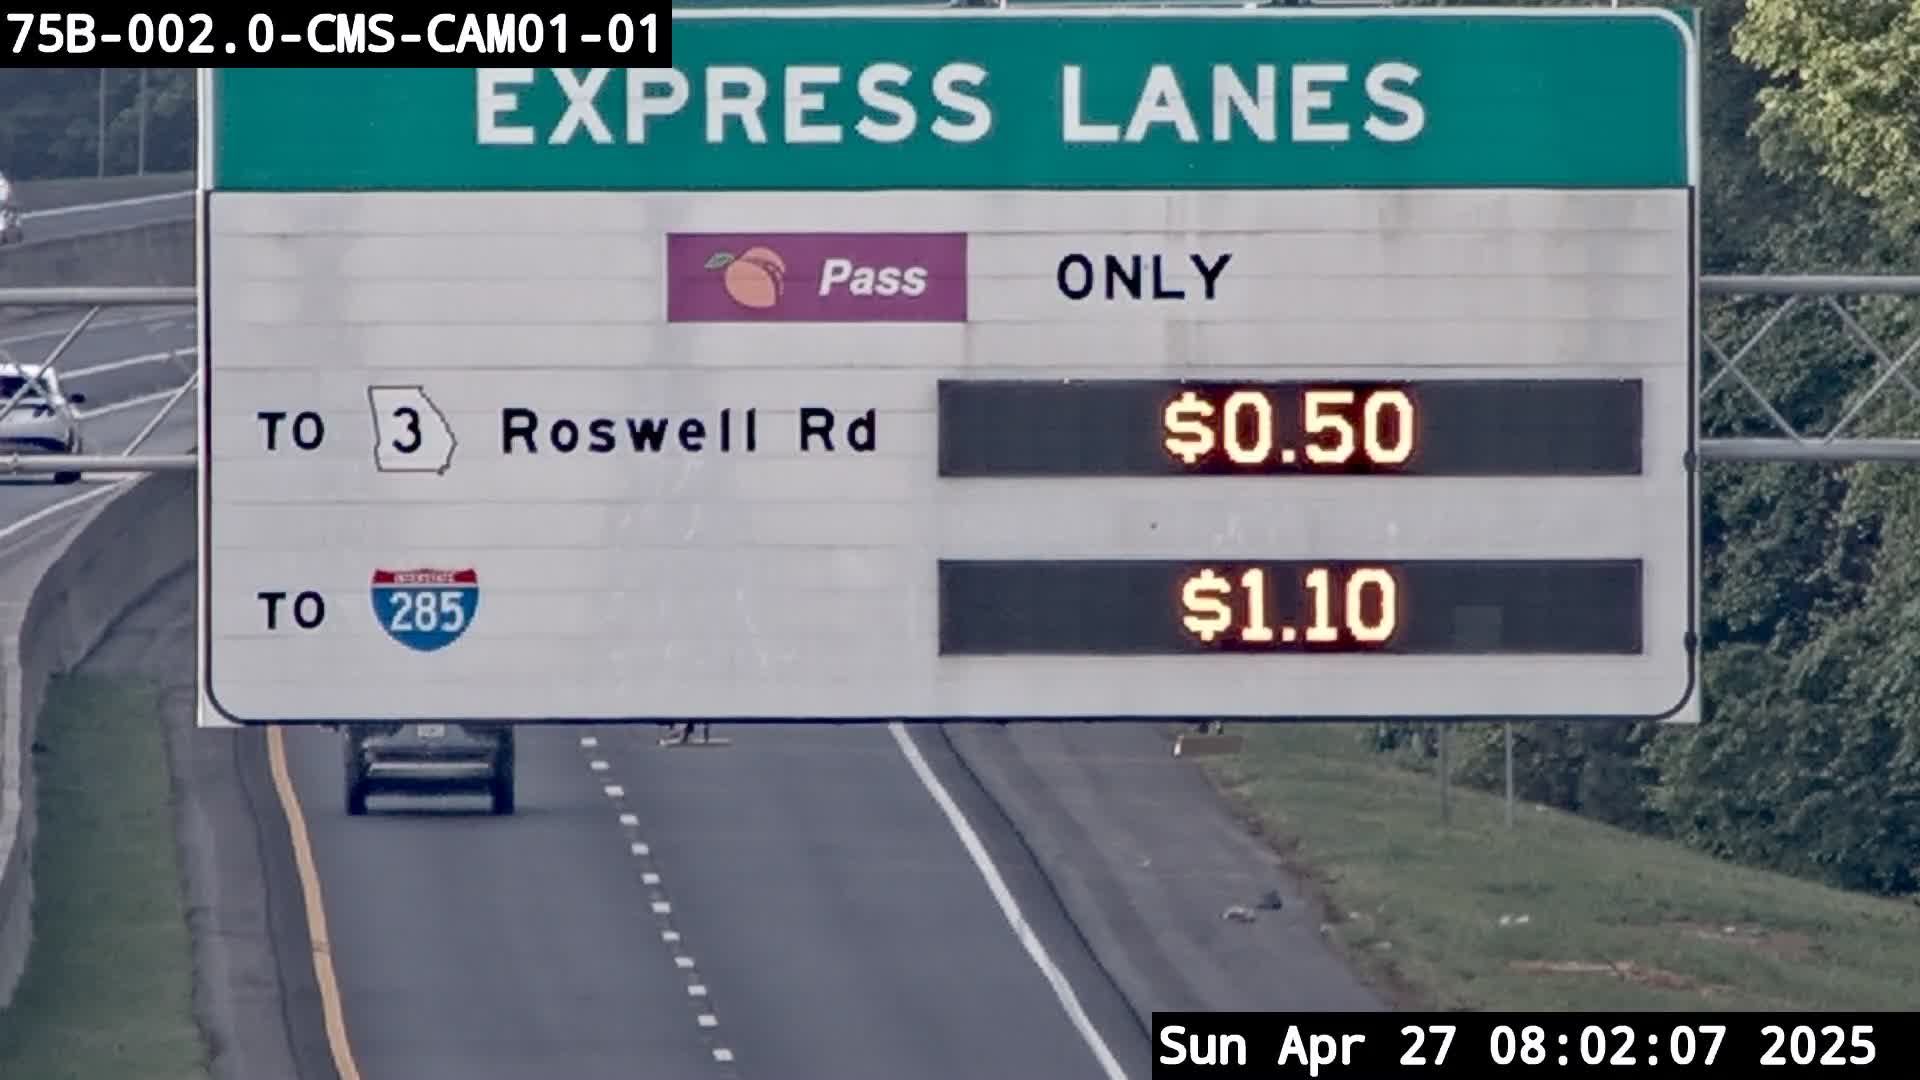 75B-002.0-CMS-CAM01-01
EXPRESS LANES
Pass ONLY
TO 3 Roswell Rd $0.50
INTERSTATE
TO 285 $1.10
Sun Apr 27 08:02:07 2025